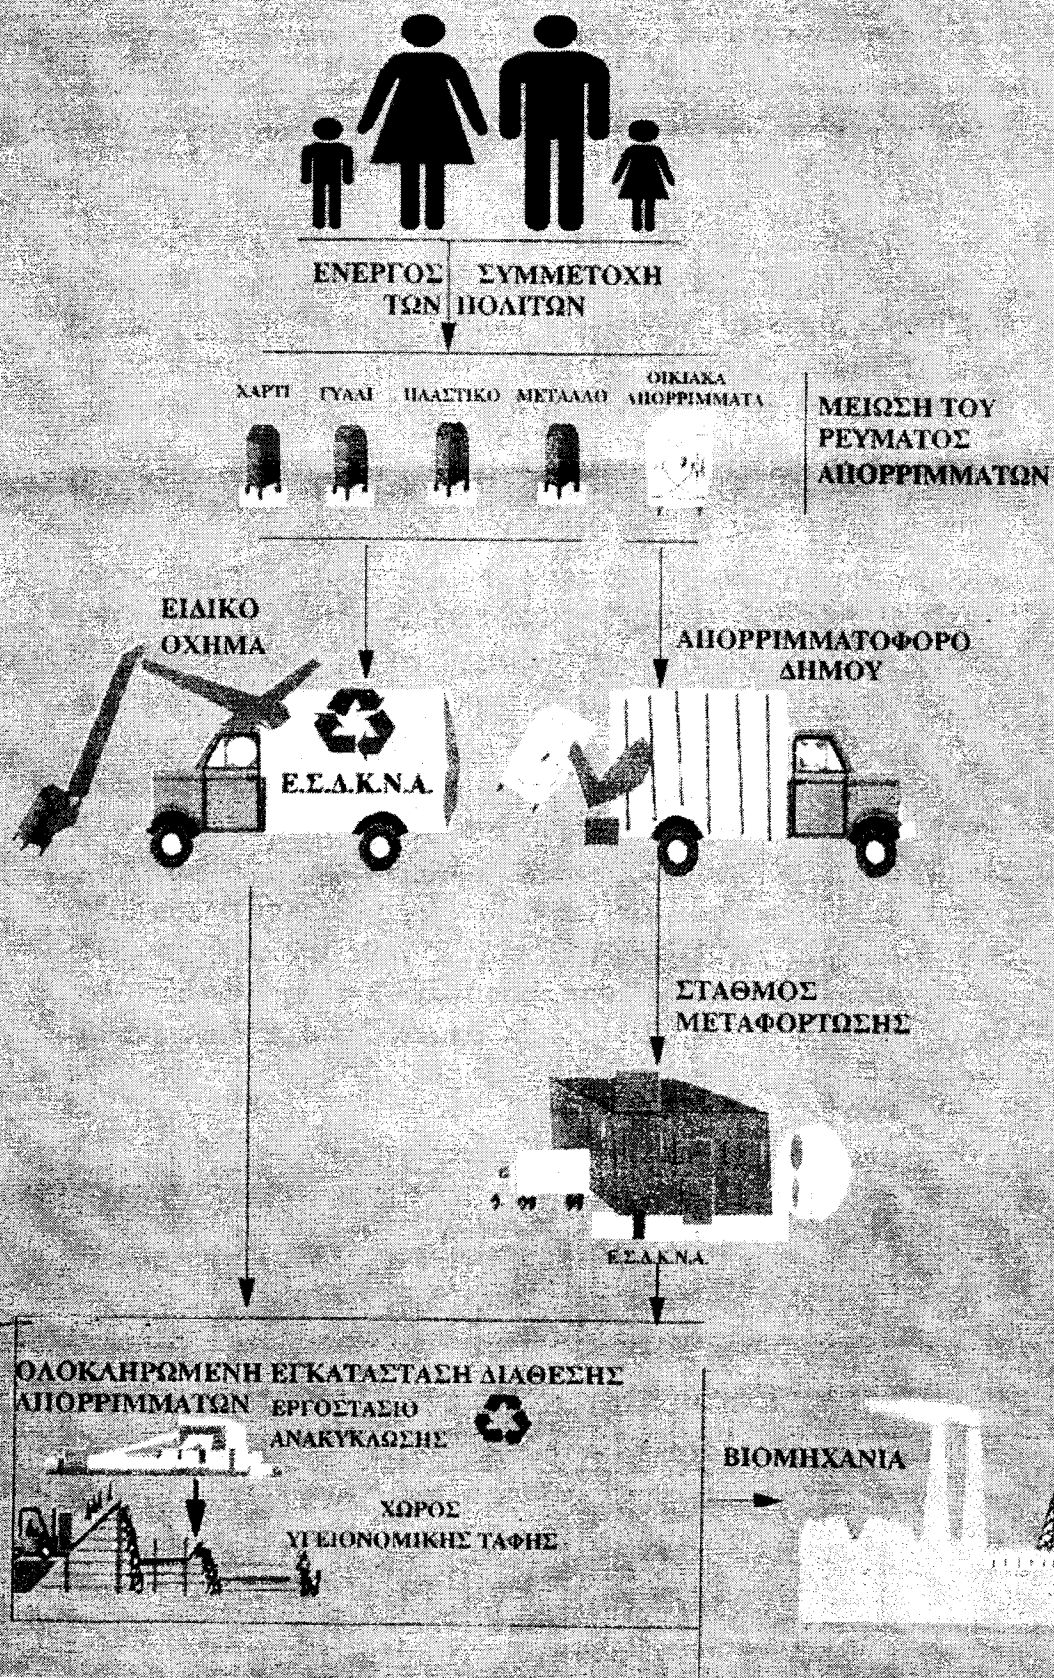 ΕΝΕΡΓΟΣ ΣΥΜΜΕΤΟΧΗ
ΤΩΝ ΠΟΛΙΤΩΝ
ΧΑΡΤΙ ΓΥΑΛΙ ΠΛΑΣΤΙΚΟ ΜΕΤΑΛΛΟ ΟΙΚΙΑΚΑ
ΑΠΟΡΡΙΜΜΑΤΑ
ΜΕΙΩΣΗ ΤΟΥ
ΡΕΥΜΑΤΟΣ
ΑΠΟΡΡΙΜΜΑΤΩΝ
ΕΙΔΙΚΟ
ΟΧΗΜΑ
ΑΠΟΡΡΙΜΜΑΤΟΦΟΡΟ
ΔΗΜΟΥ
Ε.Σ.Δ.Κ.Ν.Α.
ΣΤΑΘΜΟΣ
ΜΕΤΑΦΟΡΤΩΣΗΣ
Ε.Σ.Δ.Κ.Ν.Α.
ΟΛΟΚΛΗΡΩΜΕΝΗ ΕΓΚΑΤΑΣΤΑΣΗ ΔΙΑΘΕΣΗΣ
ΑΠΟΡΡΙΜΜΑΤΩΝ
ΕΡΓΟΣΤΑΣΙΟ
ΑΝΑΚΥΚΛΩΣΗΣ
ΧΩΡΟΣ
ΥΓΕΙΟΝΟΜΙΚΗΣ ΤΑΦΗΣ
ΒΙΟΜΗΧΑΝΙΑ